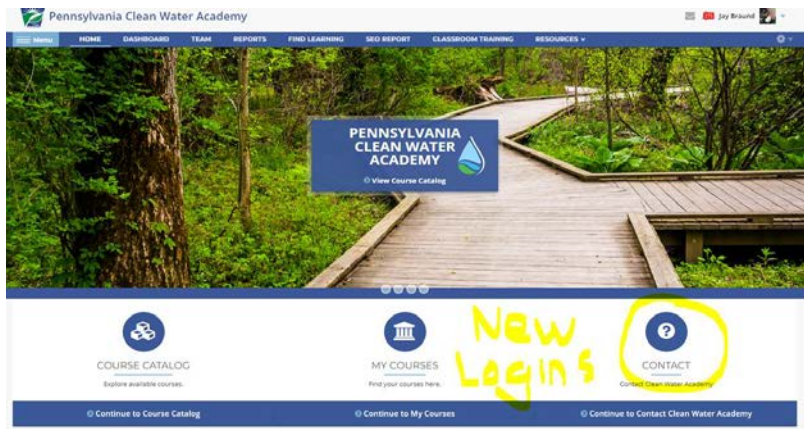 Pennsylvania Clean Water Academy
Jay Braund
Menu HOME DASHBOARD TEAM REPORTS FIND LEARNING SEO REPORT CLASSROOM TRAINING RESOURCES
PENNSYLVANIA
CLEAN WATER
ACADEMY
View Course Catalog
New
Logins
COURSE CATALOG
Explore available courses.
MY COURSES
Find your courses here.
CONTACT
Contact Clean Water Academy
Continue to Course Catalog
Continue to My Courses
Continue to Contact Clean Water Academy